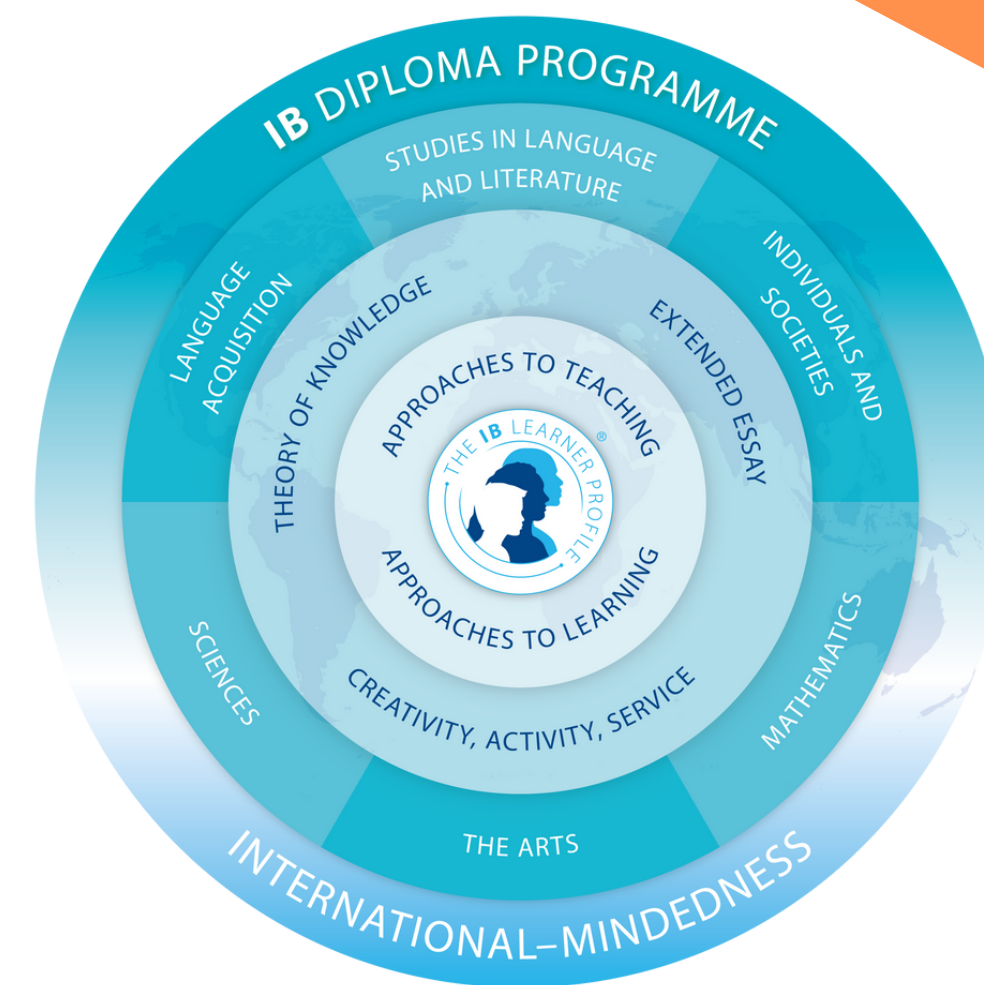 IB DIPLOMA PROGRAMME
STUDIES IN LANGUAGE
AND LITERATURE
LANGUAGE
ACQUISITION
INDIVIDUALS AND
SOCIETIES
THEORY OF KNOWLEDGE
EXTENDED ESSAY
APPROACHES TO TEACHING
THE IB LEARNER PROFILE
®
APPROACHES TO LEARNING
CREATIVITY, ACTIVITY, SERVICE
SCIENCES
MATHEMATICS
THE ARTS
INTERNATIONAL–MINDEDNESS